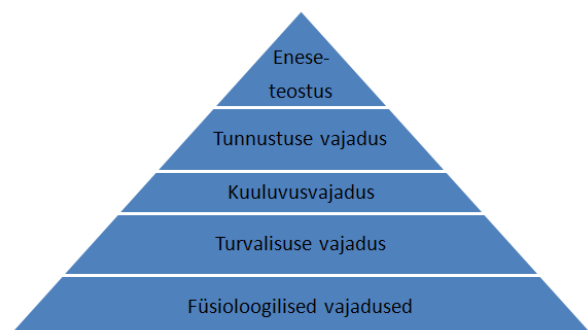 Enese-
teostus
Tunnustuse vajadus
Kuuluvusvajadus
Turvalisuse vajadus
Füsioloogilised vajadused